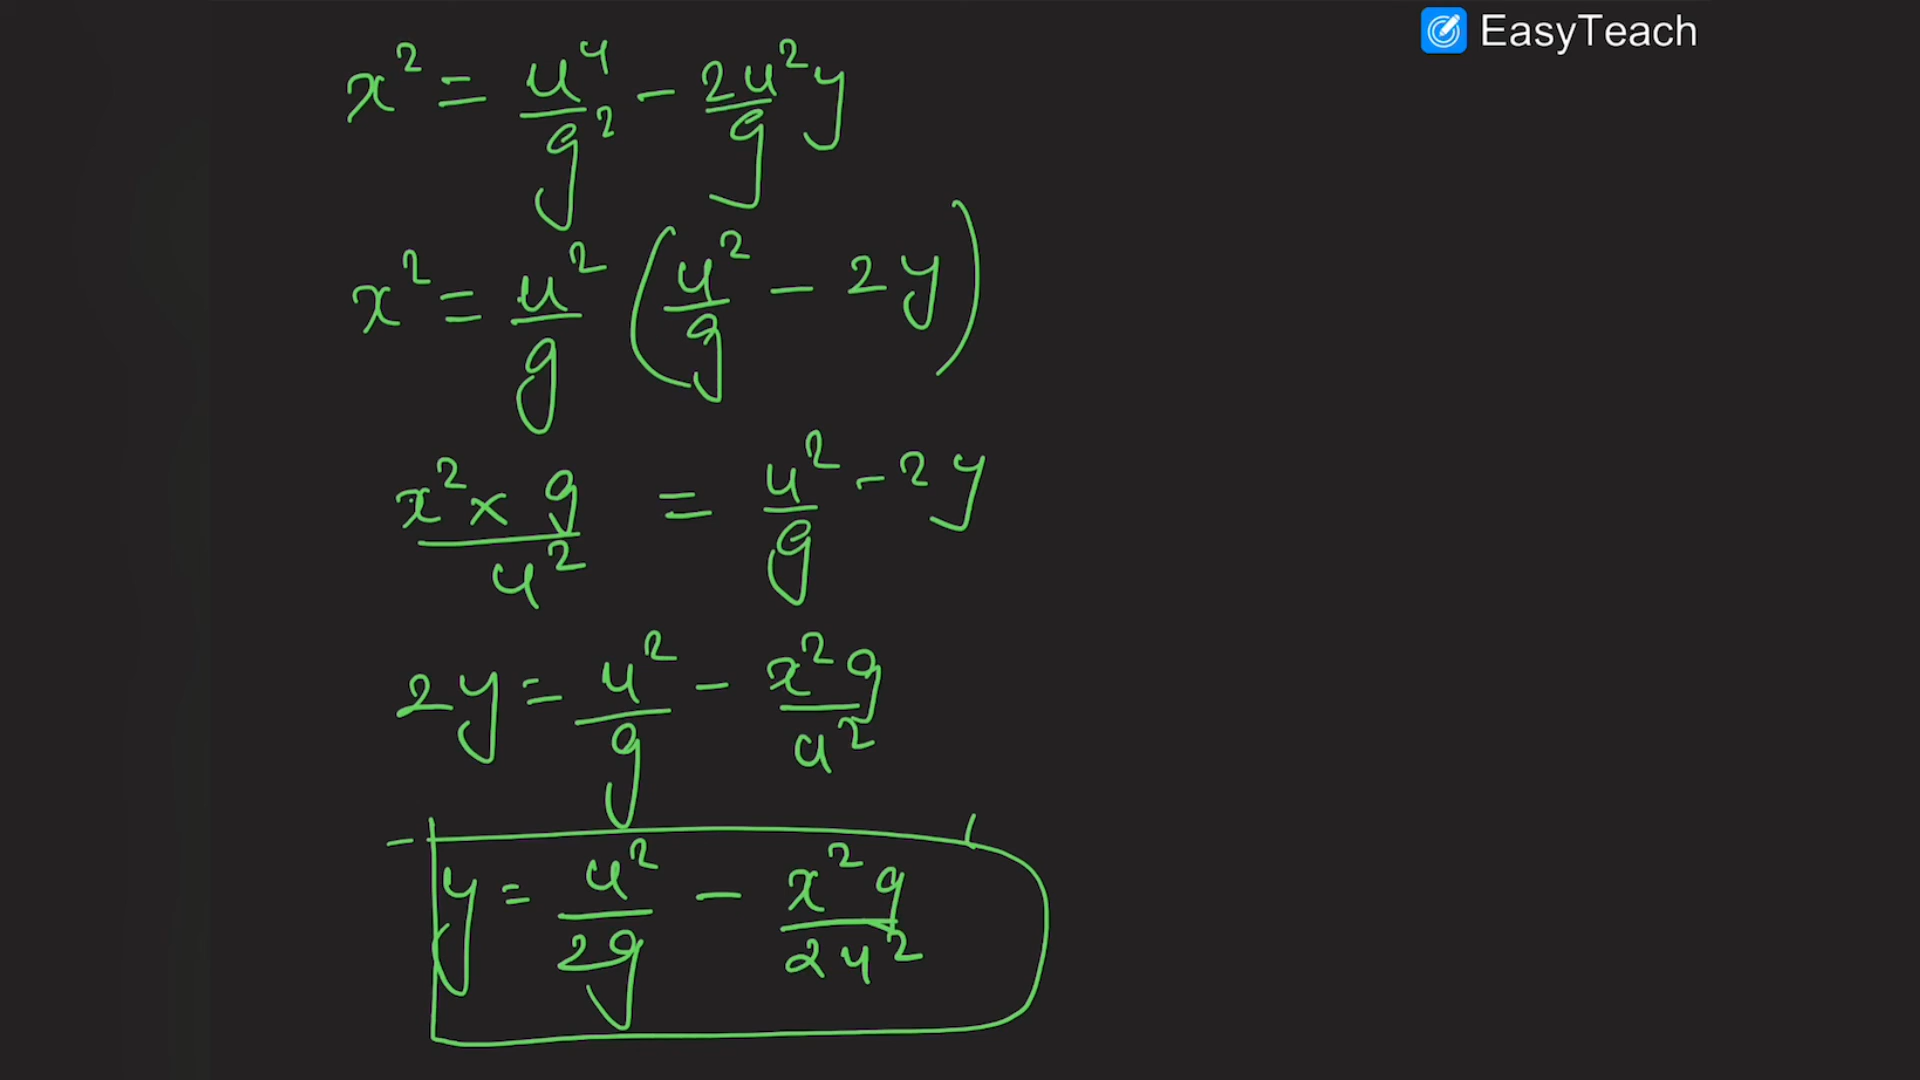 EasyTeach
x² = u⁴/g² - 2u²y/g
x² = u²/g (u²/g - 2y)
x² × g/u² = u²/g - 2y
2y = u²/g - x²g/u²
y = u²/2g - x²g/2u²